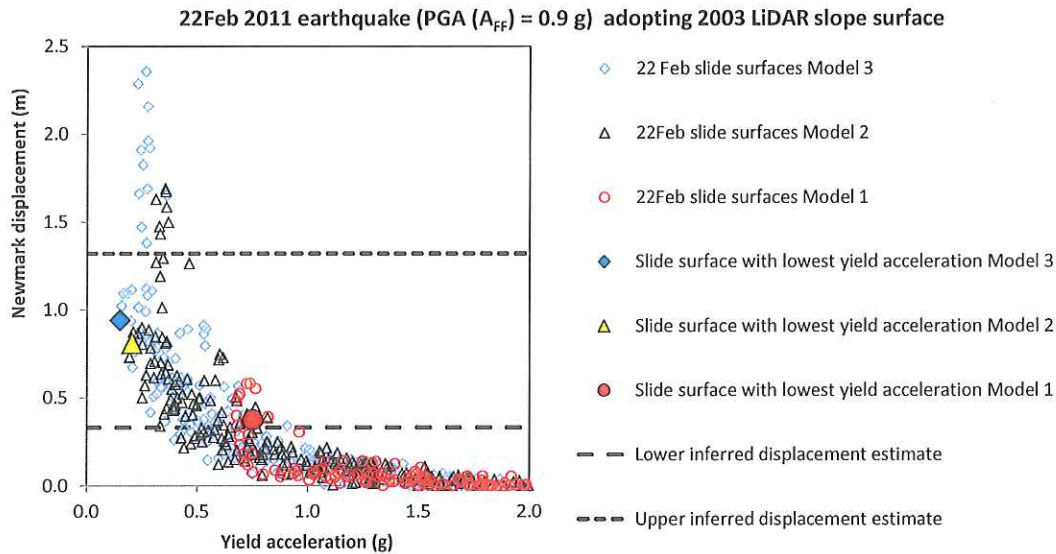 22Feb 2011 earthquake (PGA (AFF) = 0.9 g) adopting 2003 LiDAR slope surface
2.5
2.0
1.5
1.0
0.5
0.0
Newmark displacement (m)
0.0 0.5 1.0 1.5 2.0
Yield acceleration (g)
22 Feb slide surfaces Model 3
22Feb slide surfaces Model 2
22Feb slide surfaces Model 1
Slide surface with lowest yield acceleration Model 3
Slide surface with lowest yield acceleration Model 2
Slide surface with lowest yield acceleration Model 1
Lower inferred displacement estimate
Upper inferred displacement estimate